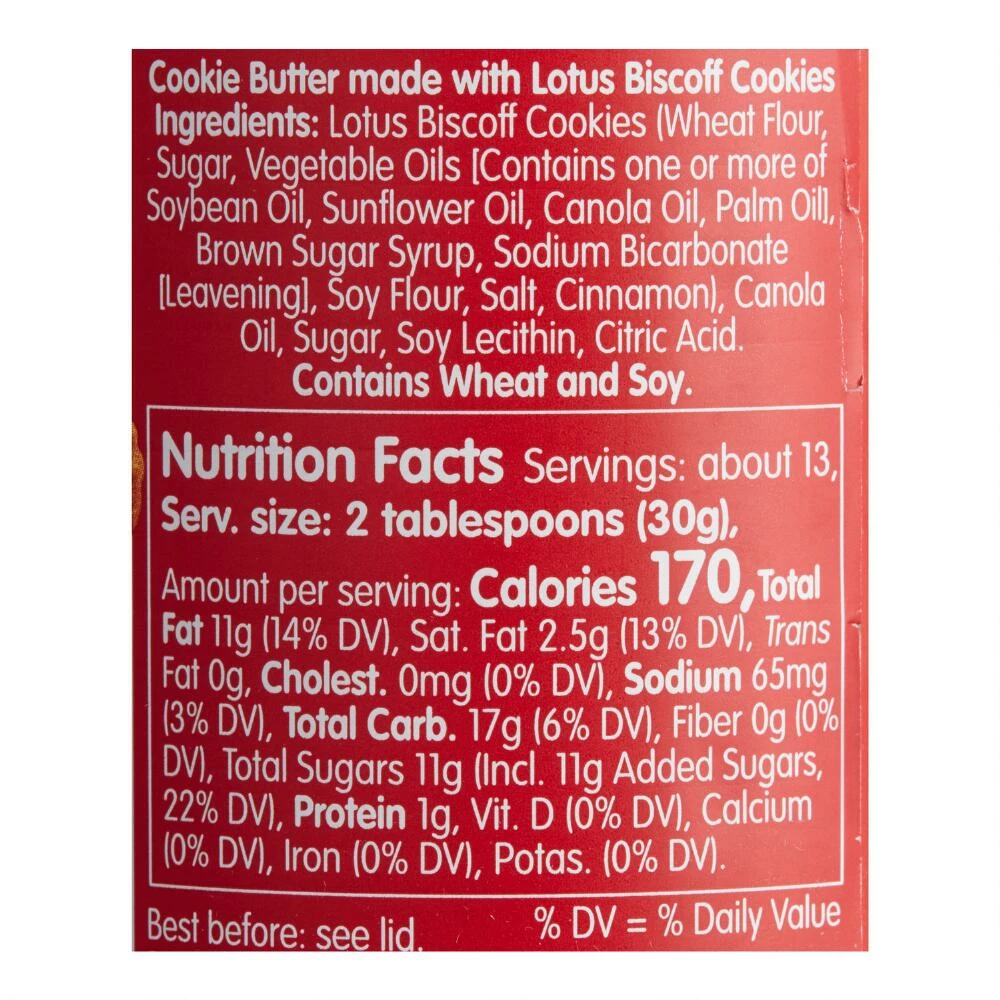 Cookie Butter made with Lotus Biscoff Cookies
Ingredients: Lotus Biscoff Cookies (Wheat Flour,
Sugar, Vegetable Oils [Contains one or more of
Soybean Oil, Sunflower Oil, Canola Oil, Palm Oil],
Brown Sugar Syrup, Sodium Bicarbonate
[Leavening], Soy Flour, Salt, Cinnamon), Canola
Oil, Sugar, Soy Lecithin, Citric Acid.
Contains Wheat and Soy.
Nutrition Facts Servings: about 13,
Serv. size: 2 tablespoons (30g),
Amount per serving: Calories 170, Total
Fat 11g (14% DV), Sat. Fat 2.5g (13% DV), Trans
Fat 0g, Cholest. 0mg (0% DV), Sodium 65mg
(3% DV), Total Carb. 17g (6% DV), Fiber 0g (0%
DV), Total Sugars 11g (Incl. 11g Added Sugars,
22% DV), Protein 1g, Vit. D (0% DV), Calcium
(0% DV), Iron (0% DV), Potas. (0% DV).
Best before: see lid. % DV = % Daily Value